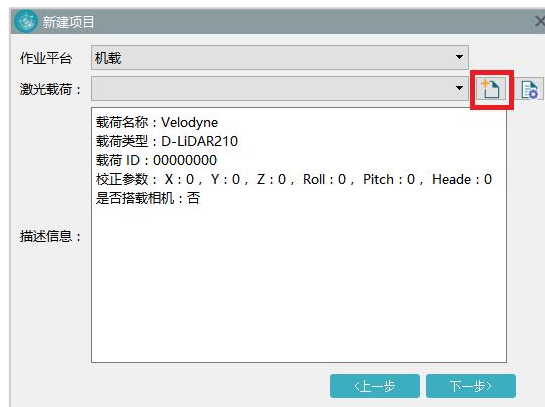 新建项目
作业平台 机载
激光载荷：
载荷名称：Velodyne
载荷类型：D-LiDAR210
载荷 ID：00000000
校正参数： X：0， Y：0， Z：0， Roll：0， Pitch：0， Heade：0
是否搭载相机：否
描述信息：
<上一步 下一步>